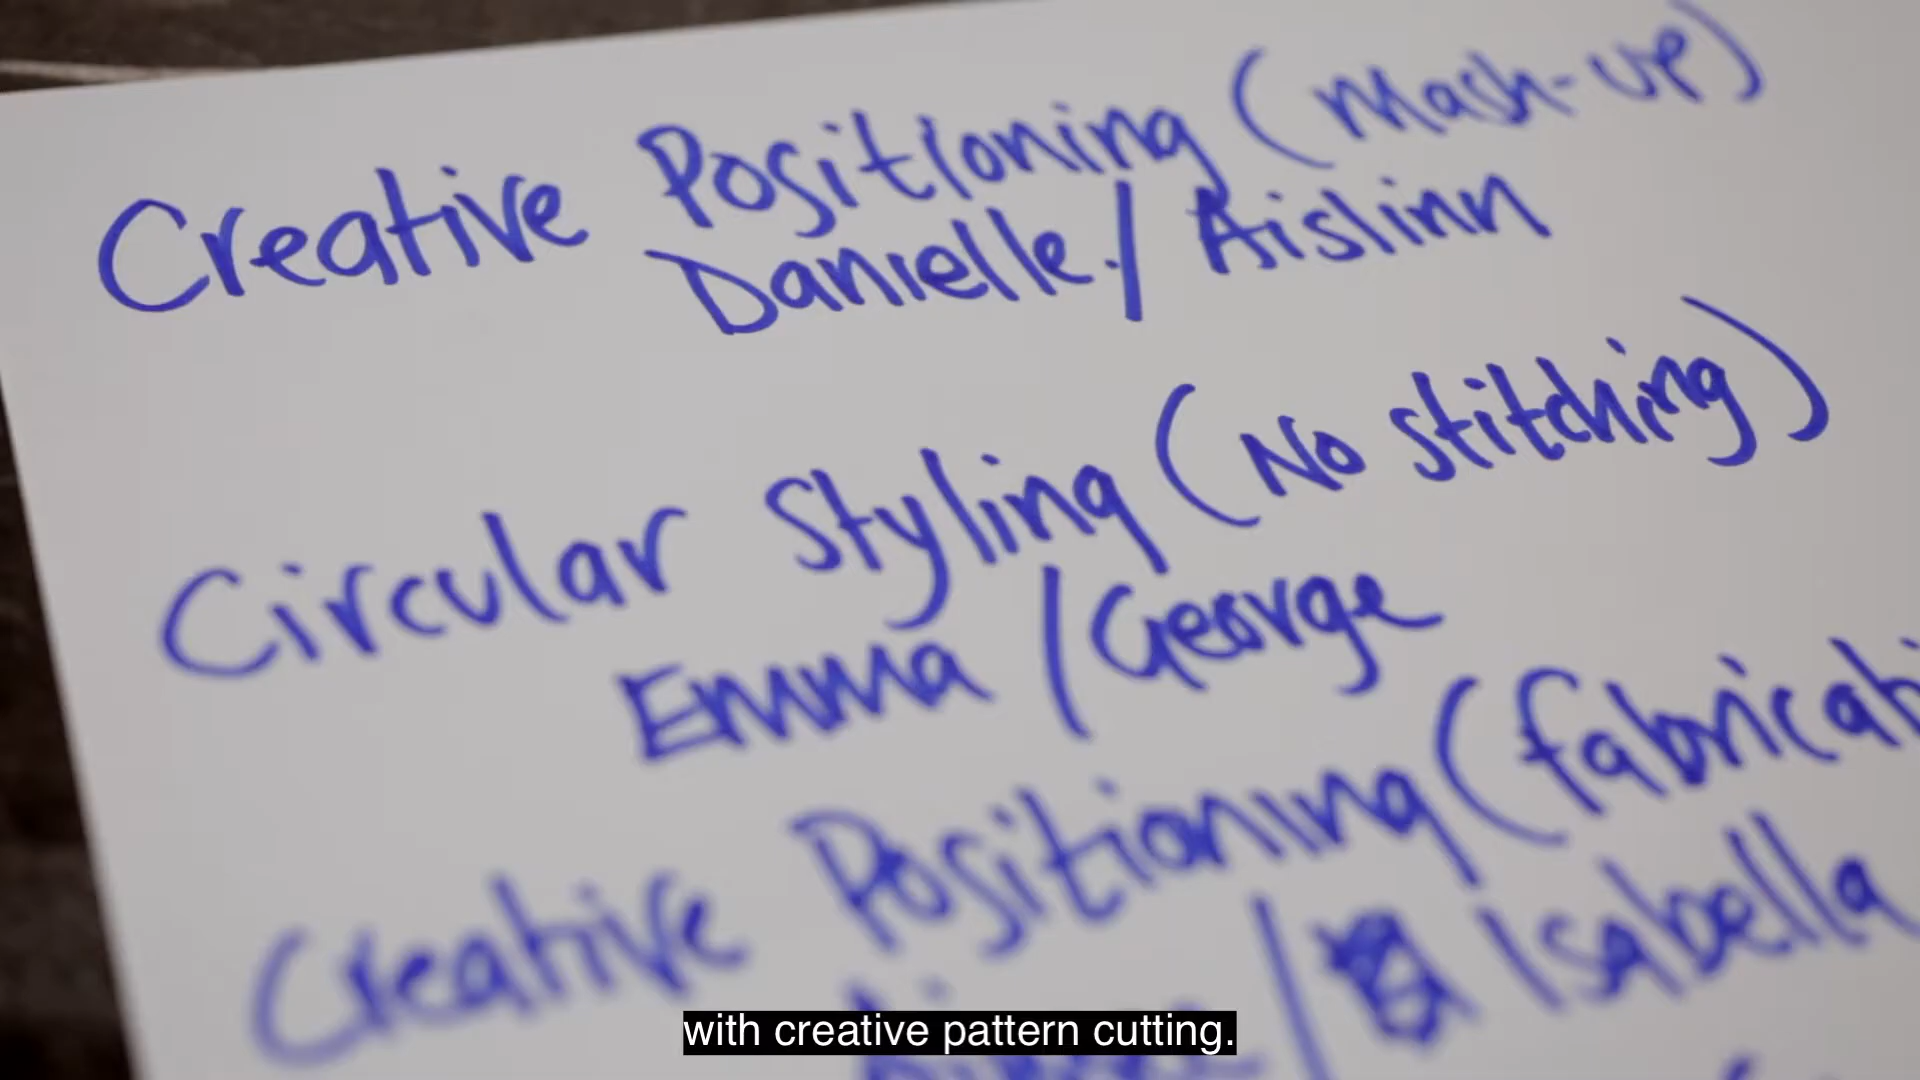 Creative Positioning (Mash-up)
Danielle / Aislinn
Circular Styling (No stitching)
Emma / George
Creative Positioning (fabricati
/ Isabella
with creative pattern cutting.